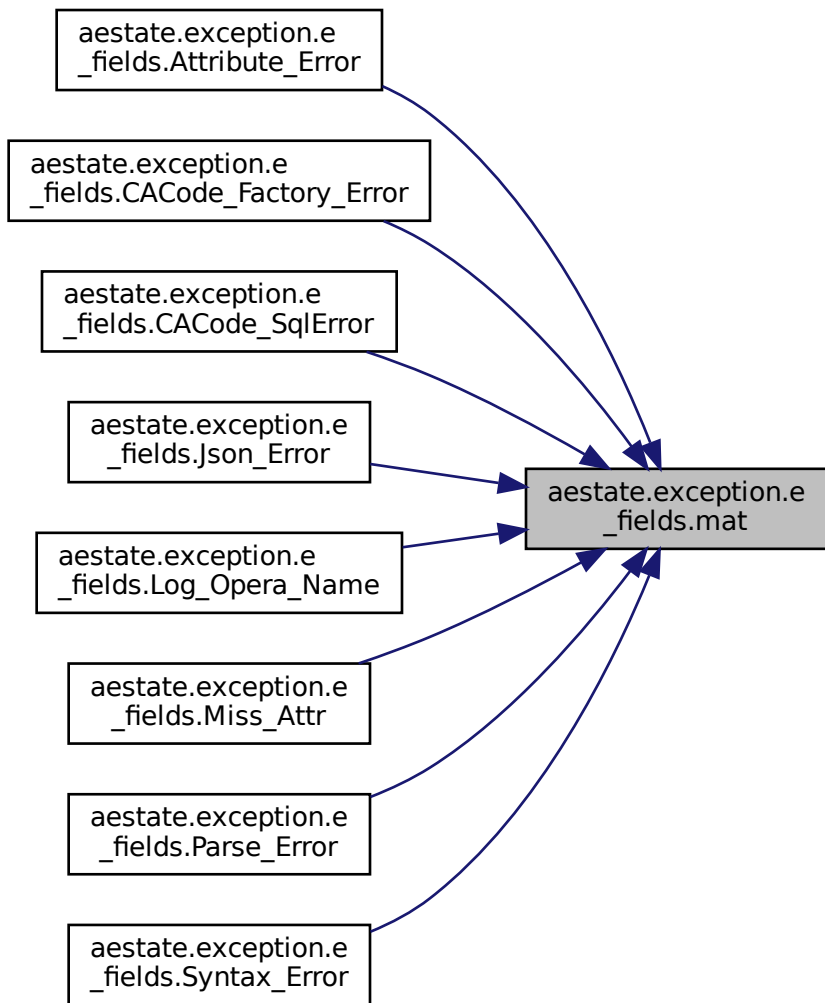 aestate.exception.e
_fields.Attribute_Error
aestate.exception.e
_fields.CACode_Factory_Error
aestate.exception.e
_fields.CACode_SqlError
aestate.exception.e
_fields.Json_Error
aestate.exception.e
_fields.mat
aestate.exception.e
_fields.Log_Opera_Name
aestate.exception.e
_fields.Miss_Attr
aestate.exception.e
_fields.Parse_Error
aestate.exception.e
_fields.Syntax_Error